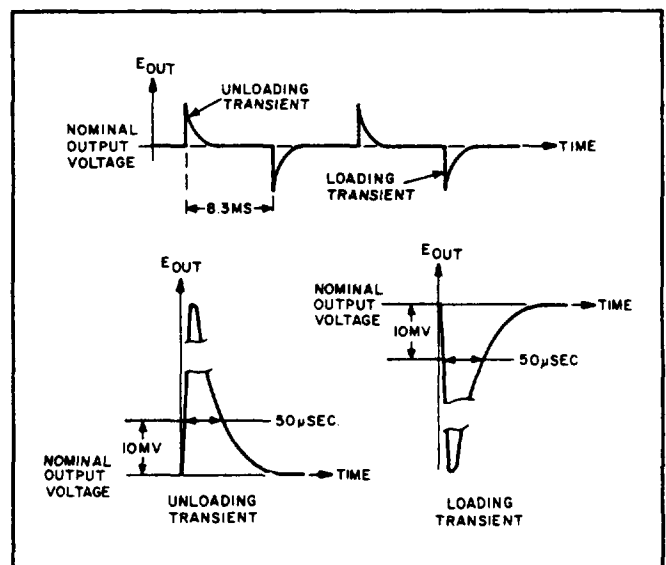 EOUT
UNLOADING
TRANSIENT
NOMINAL
OUTPUT
VOLTAGE
TIME
LOADING
TRANSIENT
8.3MS
EOUT
NOMINAL
OUTPUT
VOLTAGE
10MV
50μSEC.
TIME
UNLOADING
TRANSIENT
EOUT
NOMINAL
OUTPUT
VOLTAGE
TIME
10MV
50μSEC
LOADING
TRANSIENT